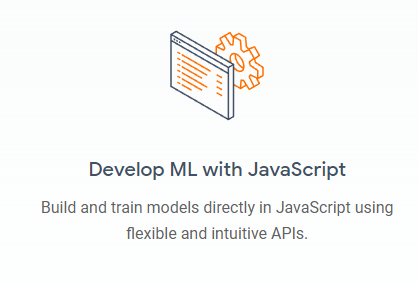 Develop ML with JavaScript
Build and train models directly in JavaScript using
flexible and intuitive APIs.